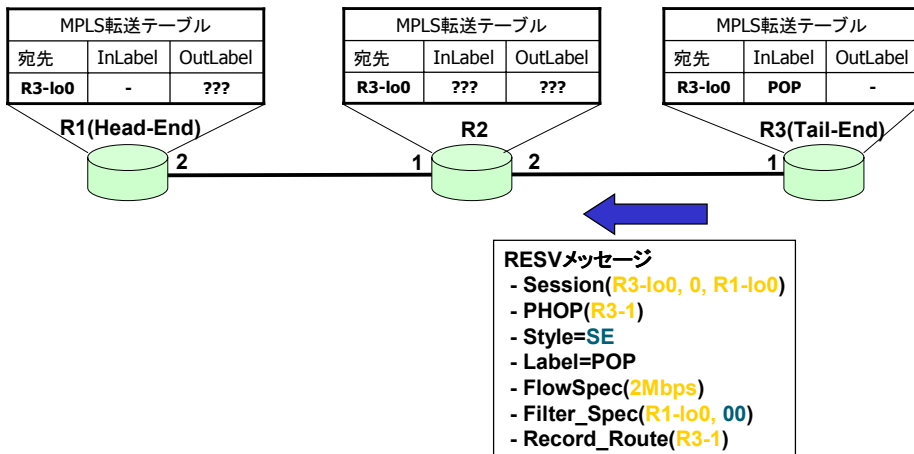 MPLS転送テーブル
宛先 InLabel OutLabel
R3-lo0 - ???
MPLS転送テーブル
宛先 InLabel OutLabel
R3-lo0 ??? ???
MPLS転送テーブル
宛先 InLabel OutLabel
R3-lo0 POP -
R1(Head-End)
R2
R3(Tail-End)
2
1
2
1
RESVメッセージ
- Session(R3-lo0, 0, R1-lo0)
- PHOP(R3-1)
- Style=SE
- Label=POP
- FlowSpec(2Mbps)
- Filter_Spec(R1-lo0, 00)
- Record_Route(R3-1)